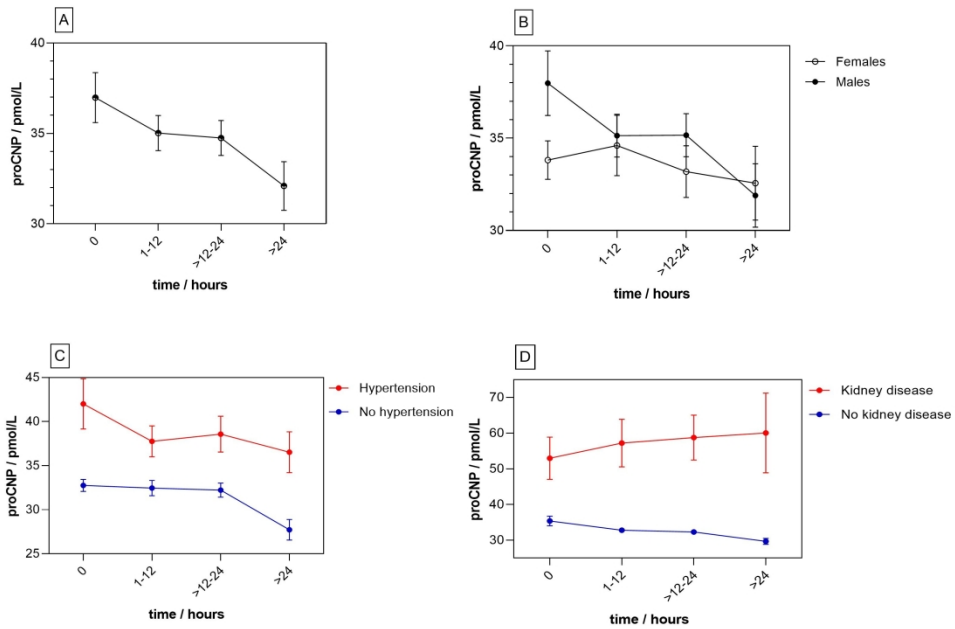 A
proCNP / pmol/L
40
35
30
0
1-12
>12-24
>24
time / hours
B
proCNP / pmol/L
40
35
30
0
1-12
>12-24
>24
time / hours
Females
Males
C
proCNP / pmol/L
45
40
35
30
25
0
1-12
>12-24
>24
time / hours
Hypertension
No hypertension
D
proCNP / pmol/L
70
60
50
40
30
0
1-12
>12-24
>24
time / hours
Kidney disease
No kidney disease